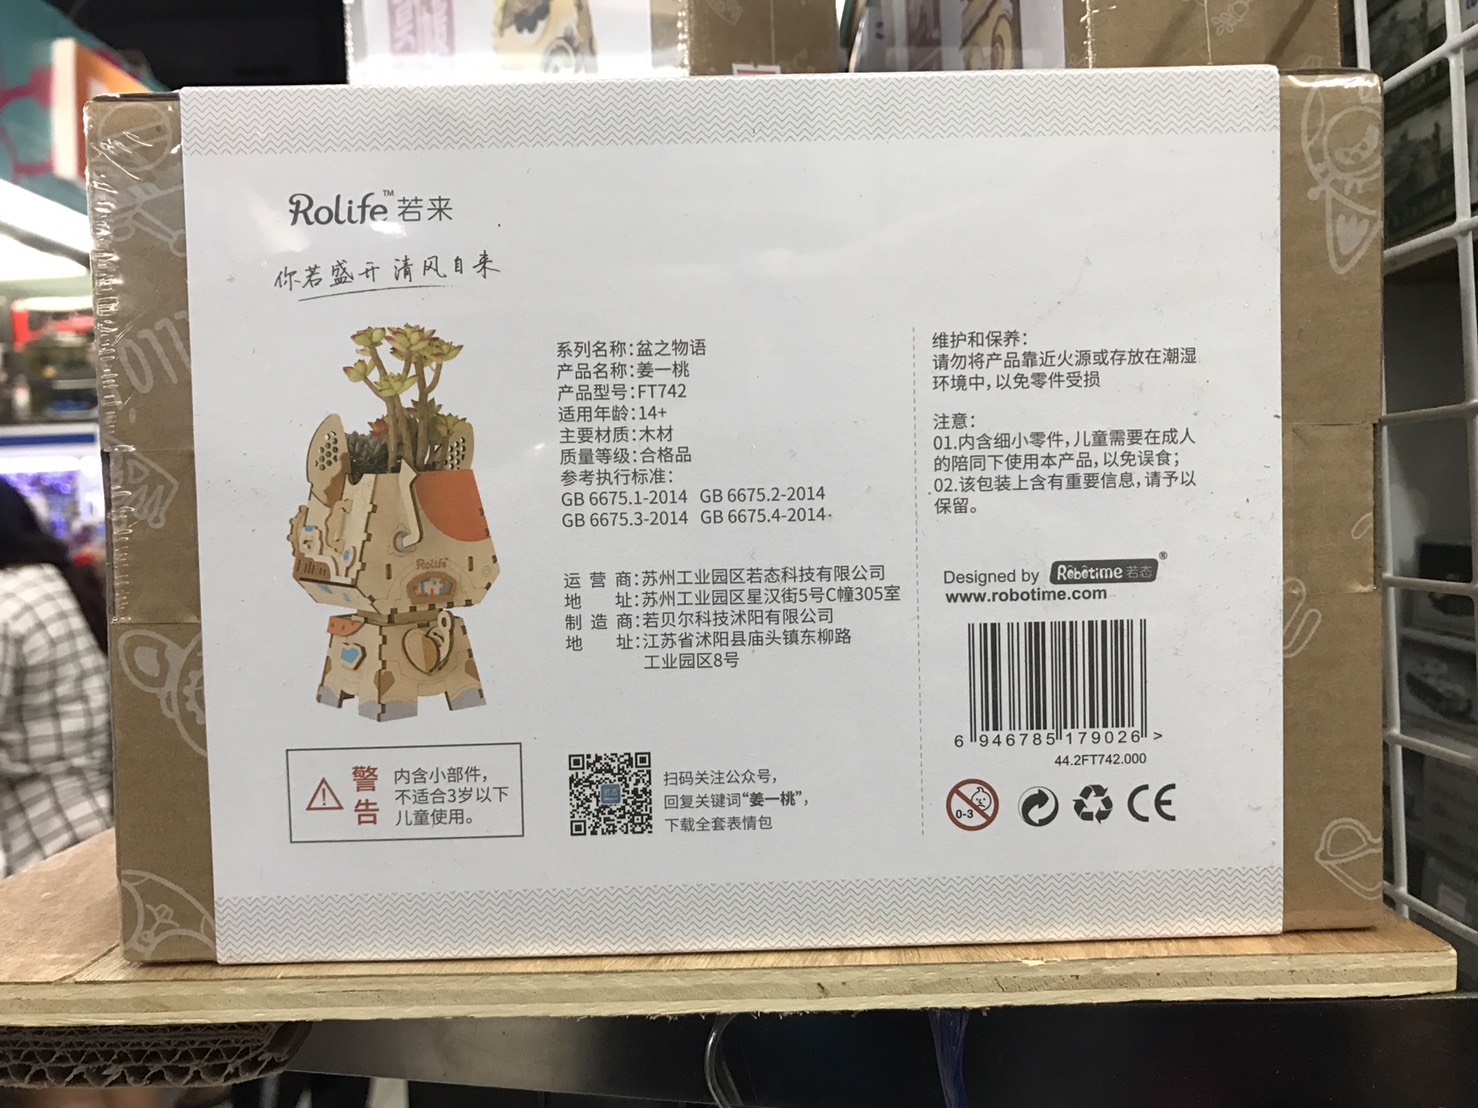 Rolife™若来
你若盛开 清风自来
系列名称:盆之物语
产品名称:姜一桃
产品型号:FT742
适用年龄:14+
主要材质:木材
质量等级:合格品
参考执行标准:
GB 6675.1-2014 GB 6675.2-2014
GB 6675.3-2014 GB 6675.4-2014
运营商:苏州工业园区若态科技有限公司
地址:苏州工业园区星汉街5号C幢305室
制造商:若贝尔科技沭阳有限公司
地址:江苏省沭阳县庙头镇东柳路
工业园区8号
Rolife
警告
内含小部件，
不适合3岁以下
儿童使用。
扫码关注公众号，
回复关键词“姜一桃”，
下载全套表情包
维护和保养:
请勿将产品靠近火源或存放在潮湿
环境中，以免零件受损
注意:
01.内含细小零件，儿童需要在成人
的陪同下使用本产品，以免误食；
02.该包装上含有重要信息，请予以
保留。
Designed by Robotime 若态®
www.robotime.com
6 946785 179026 >
44.2FT742.000
0-3
CE